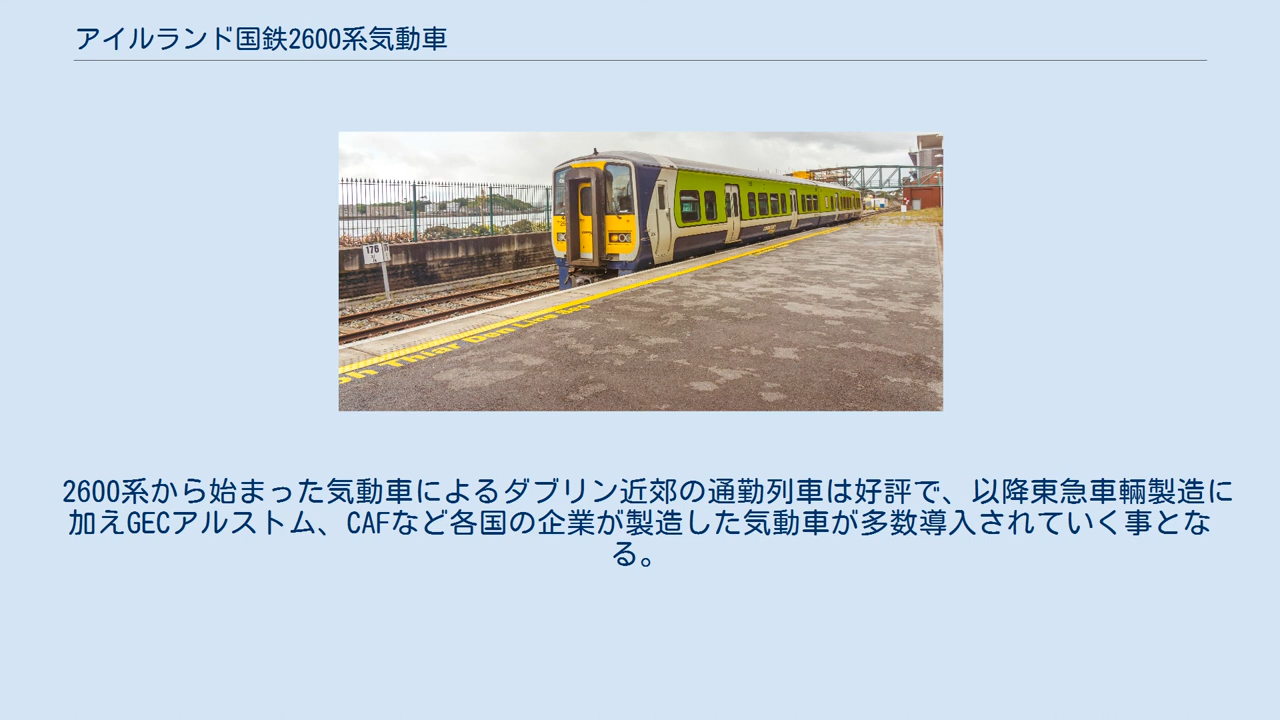 アイルランド国鉄2600系気動車
176
Thiar Don Line
2600系から始まった気動車によるダブリン近郊の通勤列車は好評で、以降東急車輛製造に
加えGECアルストム、CAFなど各国の企業が製造した気動車が多数導入されていく事とな
る。